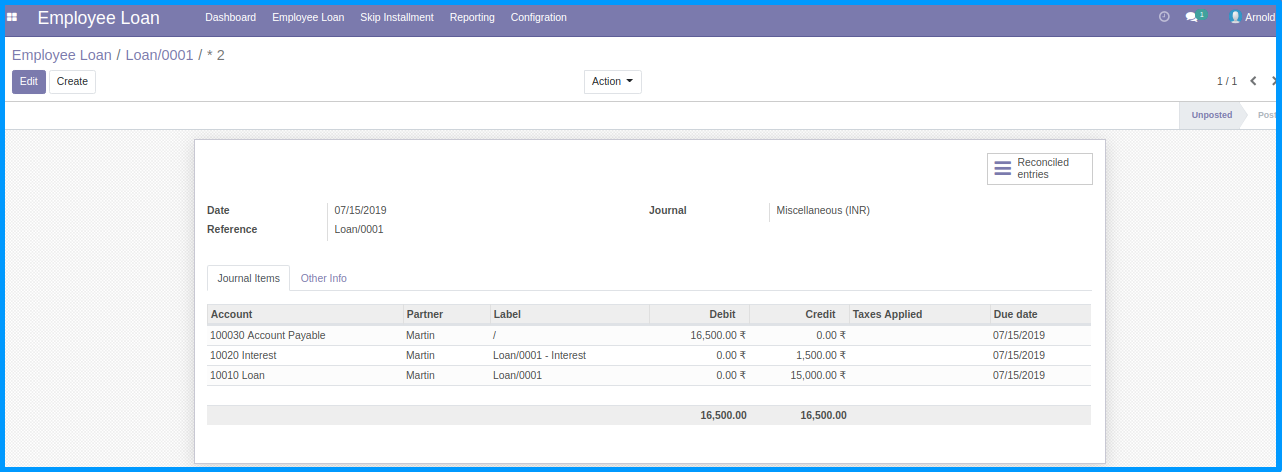 Employee Loan Dashboard Employee Loan Skip Installment Reporting Configration 1 Arnold
Employee Loan / Loan/0001 / * 2
Edit Create Action 1 / 1
Unposted Post
Reconciled
entries
Date 07/15/2019 Journal Miscellaneous (INR)
Reference Loan/0001
Journal Items Other Info
Account Partner Label Debit Credit Taxes Applied Due date
100030 Account Payable Martin / 16,500.00 ₹ 0.00 ₹ 07/15/2019
10020 Interest Martin Loan/0001 - Interest 0.00 ₹ 1,500.00 ₹ 07/15/2019
10010 Loan Martin Loan/0001 0.00 ₹ 15,000.00 ₹ 07/15/2019
16,500.00 16,500.00